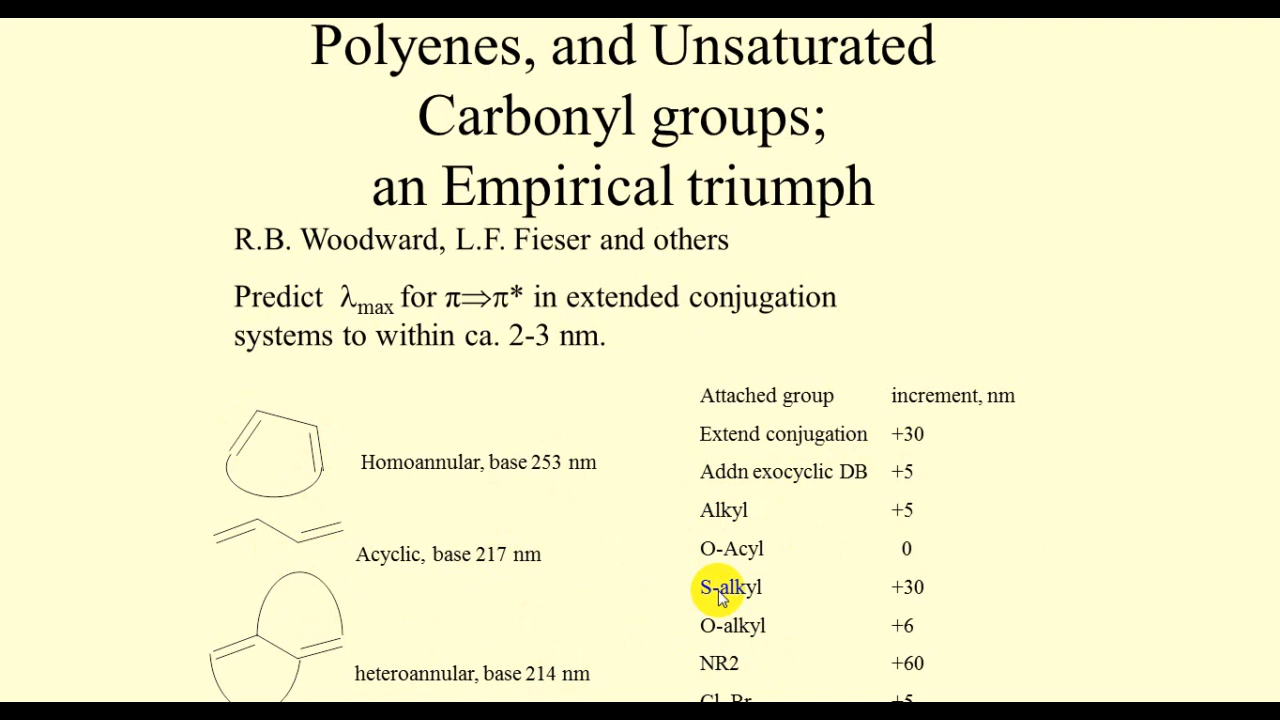 Polyenes, and Unsaturated
Carbonyl groups;
an Empirical triumph
R.B. Woodward, L.F. Fieser and others
Predict λmax for π⇒π* in extended conjugation
systems to within ca. 2-3 nm.
Attached group increment, nm
Extend conjugation +30
Homoannular, base 253 nm
Addn exocyclic DB +5
Alkyl +5
O-Acyl 0
Acyclic, base 217 nm
S-alkyl +30
O-alkyl +6
NR2 +60
heteroannular, base 214 nm
Cl, Br +5